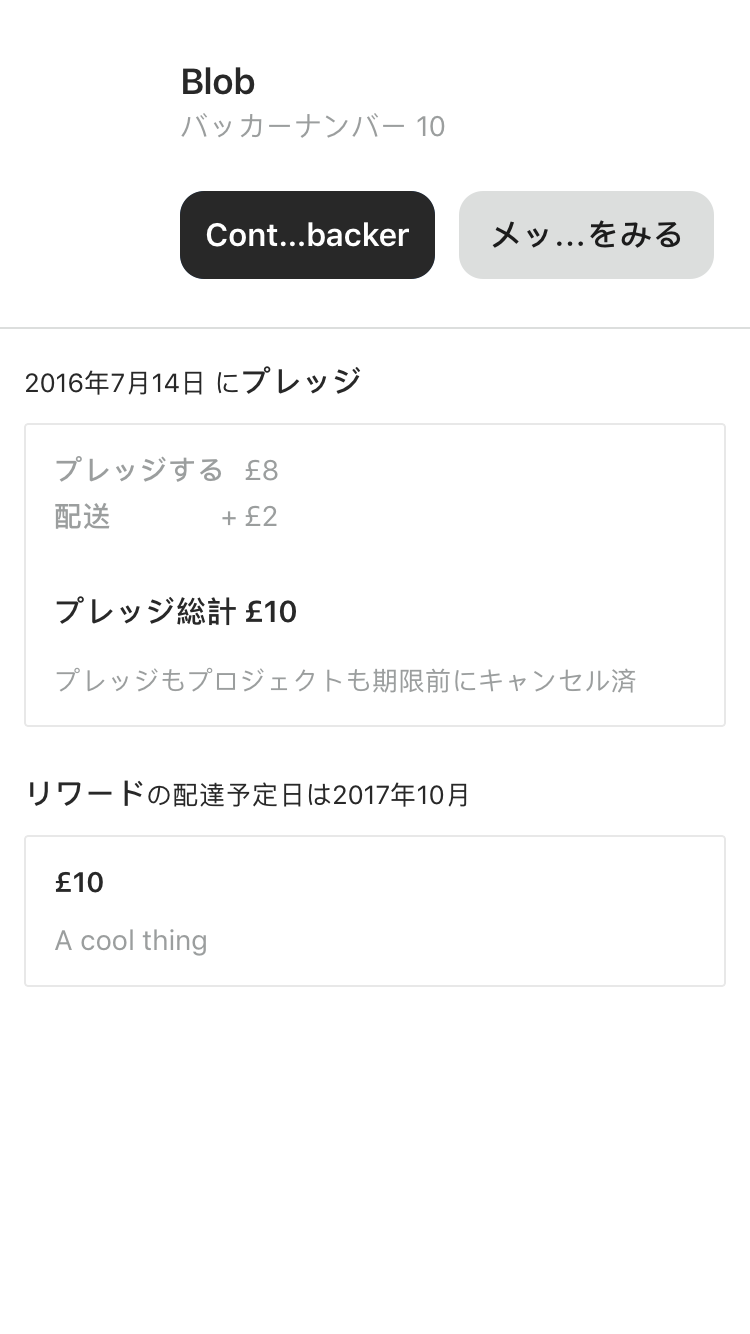 Blob
バッカーナンバー 10
Cont...backer
メッ...をみる
2016年7月14日 にプレッジ
プレッジする £8
配送 + £2
プレッジ総計 £10
プレッジもプロジェクトも期限前にキャンセル済
リワードの配達予定日は2017年10月
£10
A cool thing